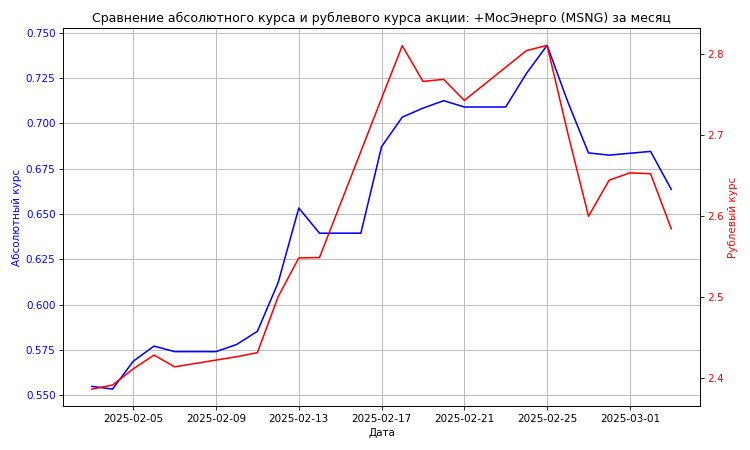 Сравнение абсолютного курса и рублевого курса акции: +МосЭнерго (MSNG) за месяц
Абсолютный курс
0.750
0.725
0.700
0.675
0.650
0.625
0.600
0.575
0.550
2.8
2.7
2.6
2.5
2.4
Рублевый курс
2025-02-05 2025-02-09 2025-02-13 2025-02-17 2025-02-21 2025-02-25 2025-03-01
Дата